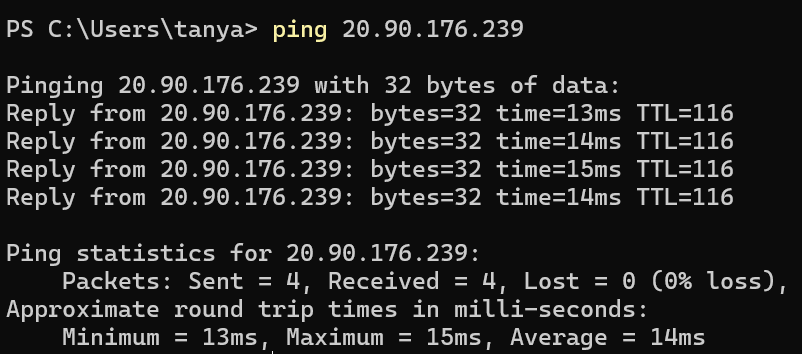 PS C:\Users\tanya> ping 20.90.176.239
Pinging 20.90.176.239 with 32 bytes of data:
Reply from 20.90.176.239: bytes=32 time=13ms TTL=116
Reply from 20.90.176.239: bytes=32 time=14ms TTL=116
Reply from 20.90.176.239: bytes=32 time=15ms TTL=116
Reply from 20.90.176.239: bytes=32 time=14ms TTL=116
Ping statistics for 20.90.176.239:
    Packets: Sent = 4, Received = 4, Lost = 0 (0% loss),
Approximate round trip times in milli-seconds:
    Minimum = 13ms, Maximum = 15ms, Average = 14ms